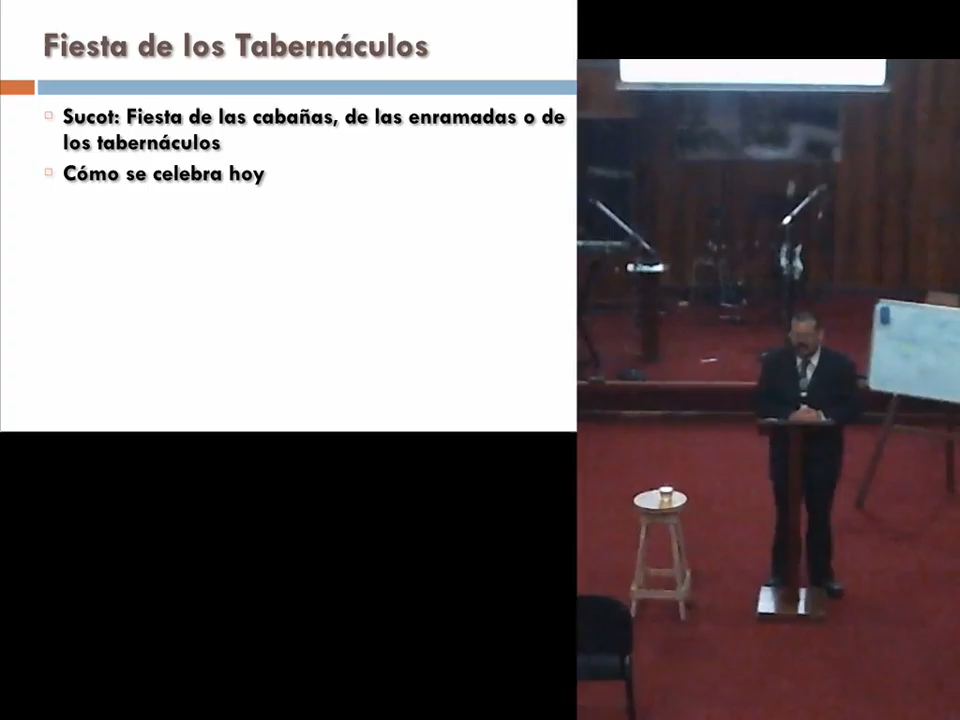 Fiesta de los Tabernáculos
Sucot: Fiesta de las cabañas, de las enramadas o de
los tabernáculos
Cómo se celebra hoy